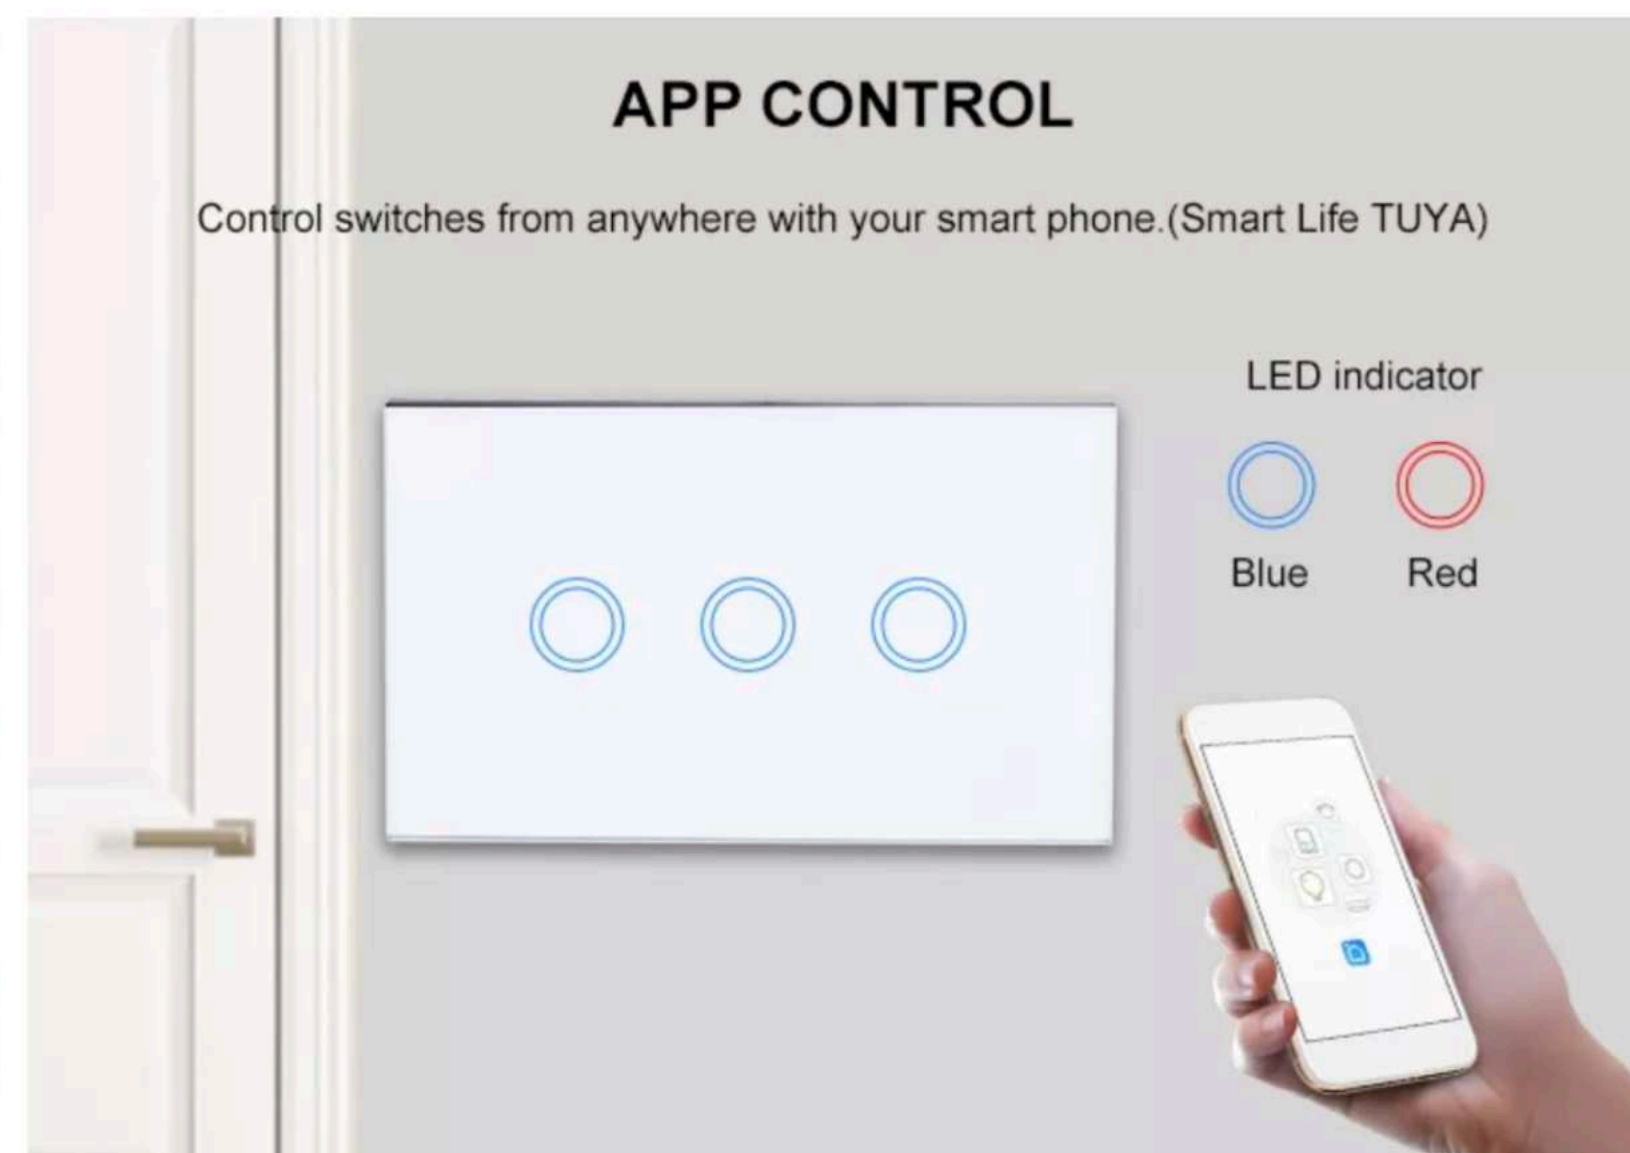 APP CONTROL
Control switches from anywhere with your smart phone.(Smart Life TUYA)
LED indicator
Blue Red